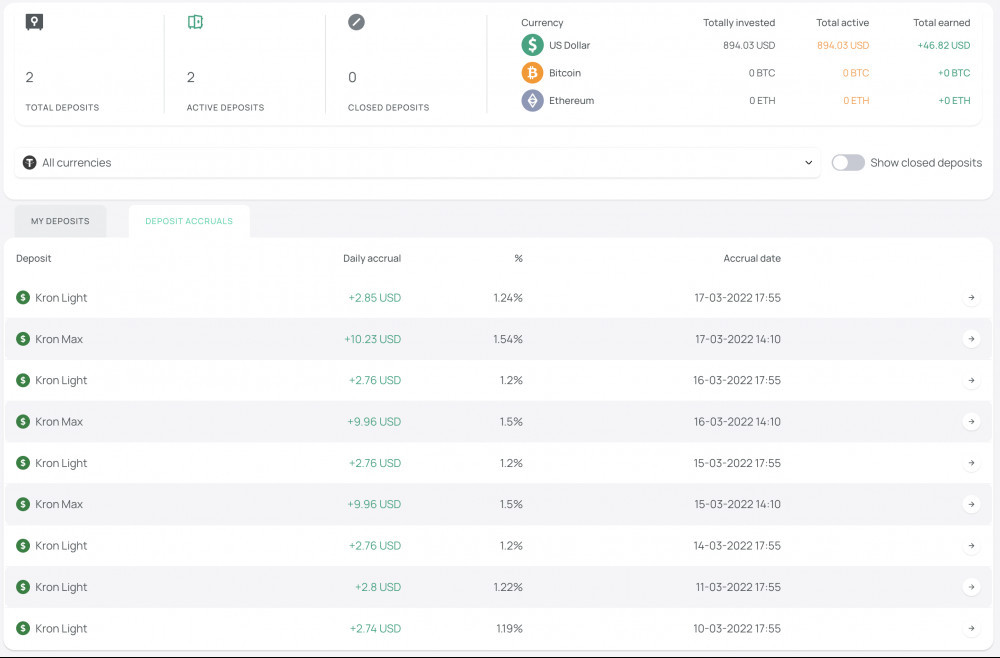 2
TOTAL DEPOSITS
2
ACTIVE DEPOSITS
0
CLOSED DEPOSITS
Currency Totally invested Total active Total earned
US Dollar 894.03 USD 894.03 USD +46.82 USD
Bitcoin 0 BTC 0 BTC +0 BTC
Ethereum 0 ETH 0 ETH +0 ETH
All currencies
Show closed deposits
MY DEPOSITS DEPOSIT ACCRUALS
Deposit Daily accrual % Accrual date
Kron Light +2.85 USD 1.24% 17-03-2022 17:55
Kron Max +10.23 USD 1.54% 17-03-2022 14:10
Kron Light +2.76 USD 1.2% 16-03-2022 17:55
Kron Max +9.96 USD 1.5% 16-03-2022 14:10
Kron Light +2.76 USD 1.2% 15-03-2022 17:55
Kron Max +9.96 USD 1.5% 15-03-2022 14:10
Kron Light +2.76 USD 1.2% 14-03-2022 17:55
Kron Light +2.8 USD 1.22% 11-03-2022 17:55
Kron Light +2.74 USD 1.19% 10-03-2022 17:55